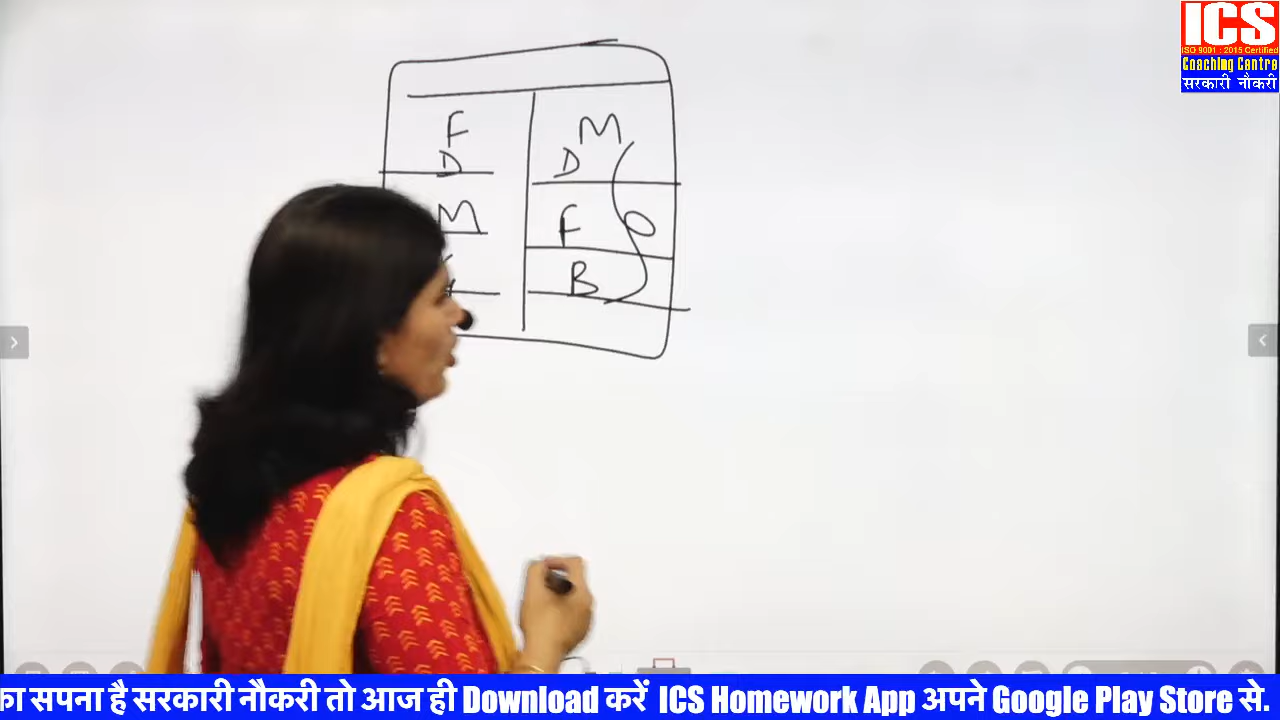 ICS
ISO 9001 : 2015 Certified
Coaching Centre
सरकारी नौकरी
F M
D D
M F
B
का सपना है सरकारी नौकरी तो आज ही Download करें ICS Homework App अपने Google Play Store से.